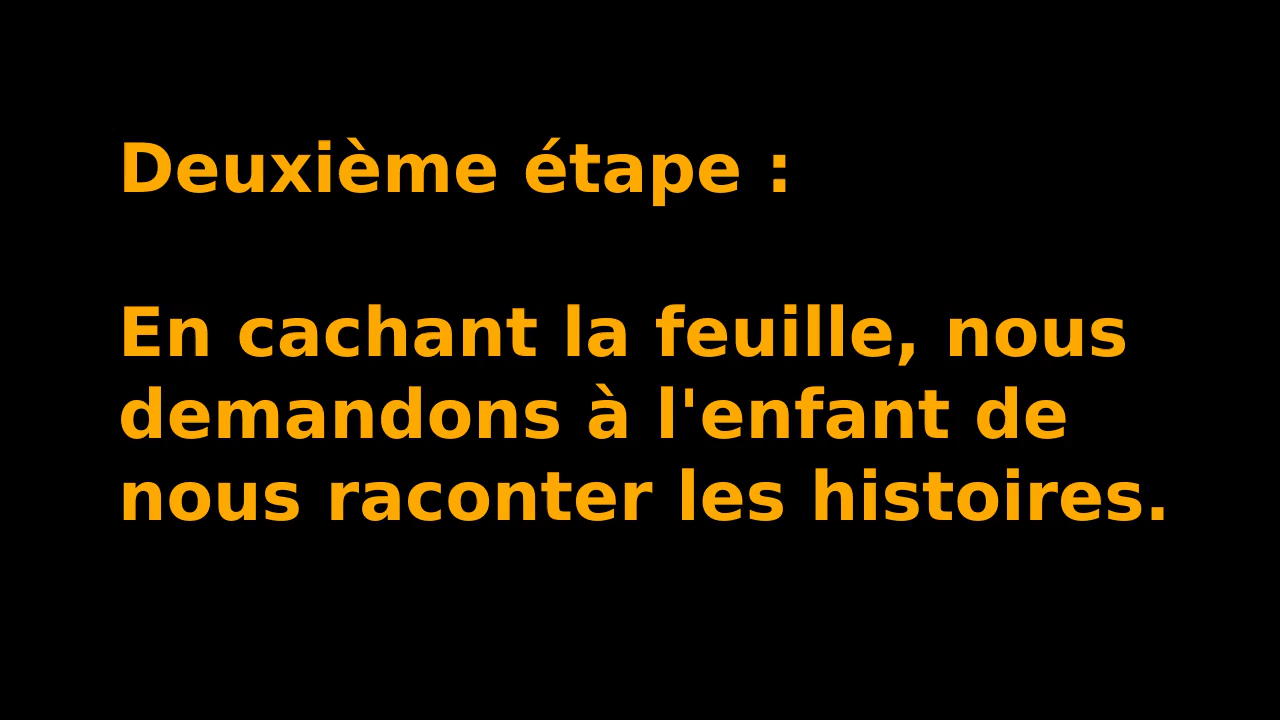 Deuxième étape :
En cachant la feuille, nous
demandons à l'enfant de
nous raconter les histoires.